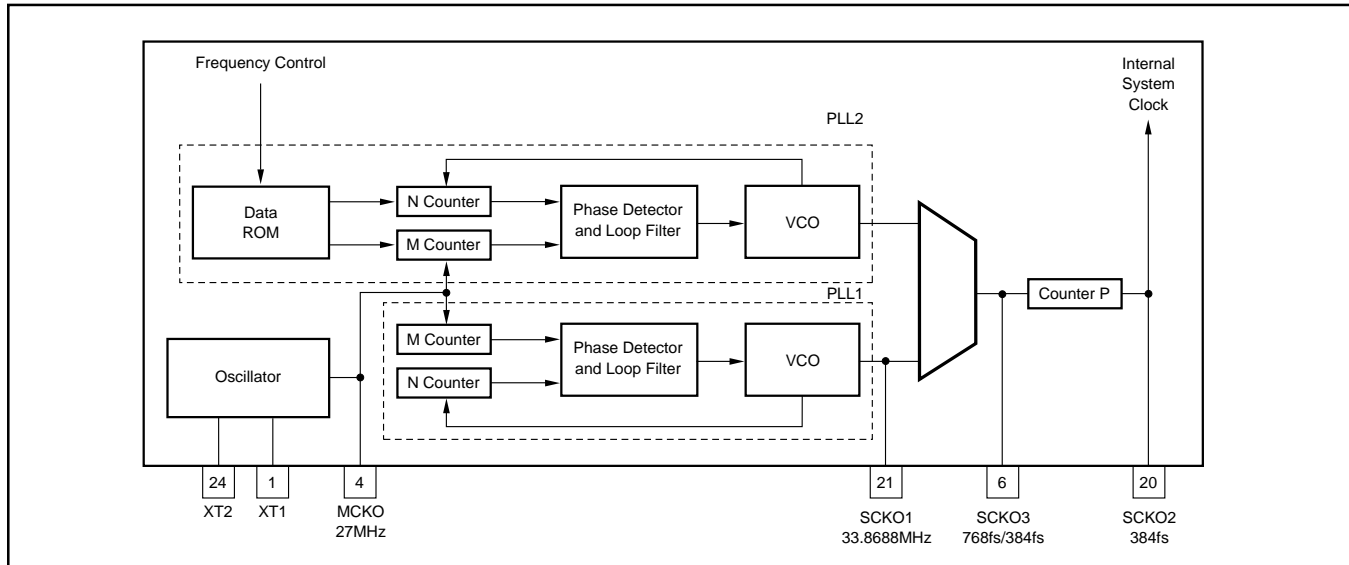 Frequency Control
Internal
System
Clock
PLL2
Data
ROM
N Counter
M Counter
Phase Detector
and Loop Filter
VCO
PLL1
Counter P
Oscillator
M Counter
N Counter
Phase Detector
and Loop Filter
VCO
24
XT2
1
XT1
4
MCKO
27MHz
21
SCKO1
33.8688MHz
6
SCKO3
768fs/384fs
20
SCKO2
384fs